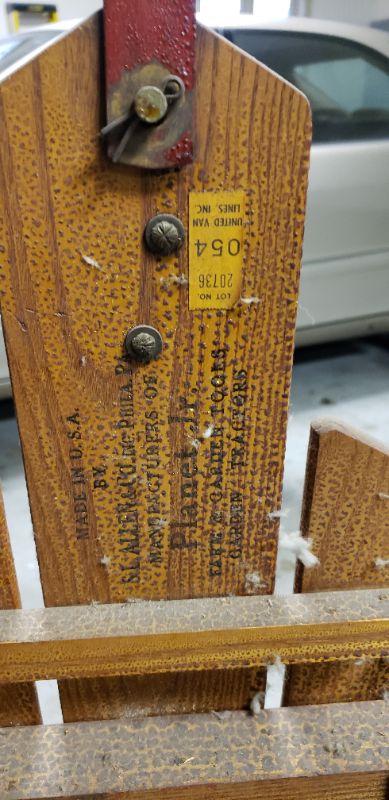 LOT NO.
20736
054
UNITED VAN
LINES, INC.
MADE IN U.S.A.
BY
S.L. ALLEN & CO. INC. PHILA. PA.
MANUFACTURERS OF
Planet Jr.
FARM & GARDEN TOOLS
GARDEN TRACTORS